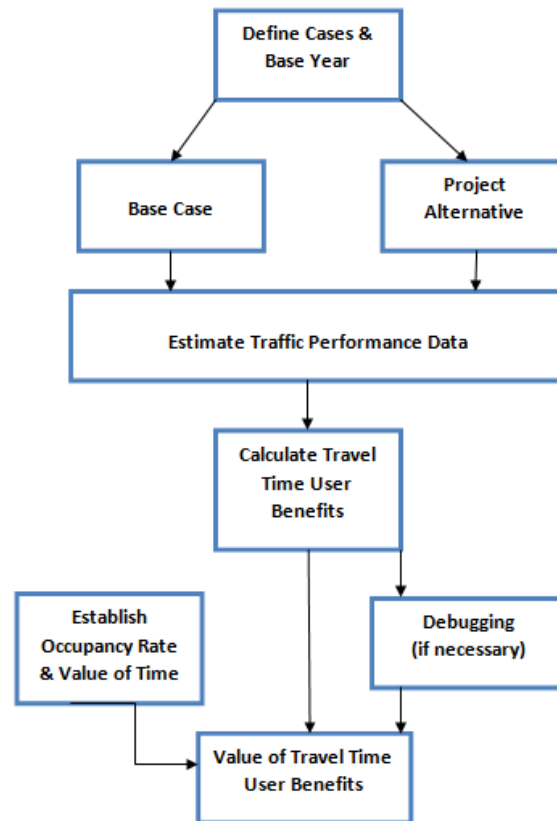 Define Cases &
Base Year
Base Case
Project
Alternative
Estimate Traffic Performance Data
Calculate Travel
Time User
Benefits
Establish
Occupancy Rate
& Value of Time
Debugging
(if necessary)
Value of Travel Time
User Benefits